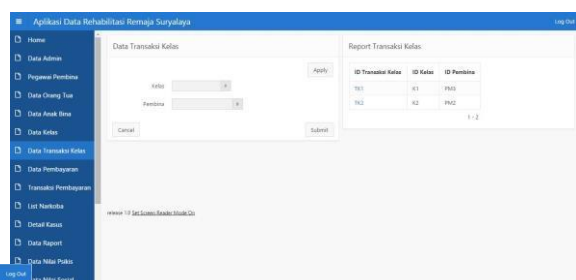 Aplikasi Data Rehabilitasi Remaja Suryalaya
Log Out
Home
Data Admin
Pegawai Pembina
Data Orang Tua
Data Anak Bina
Data Kelas
Data Transaksi Kelas
Data Pembayaran
Transaksi Pembayaran
List Narkoba
Detail Kasus
Data Raport
Data Nilai Psikis
Data Nilai Sosial
Log Out
Data Transaksi Kelas
Apply
Kelas
Pembina
Cancel
Submit
Report Transaksi Kelas
ID Transaksi Kelas ID Kelas ID Pembina
TK1 K1
TK2 K2 PM2
1 - 2
release 1.0 Set Screen Reader Mode On